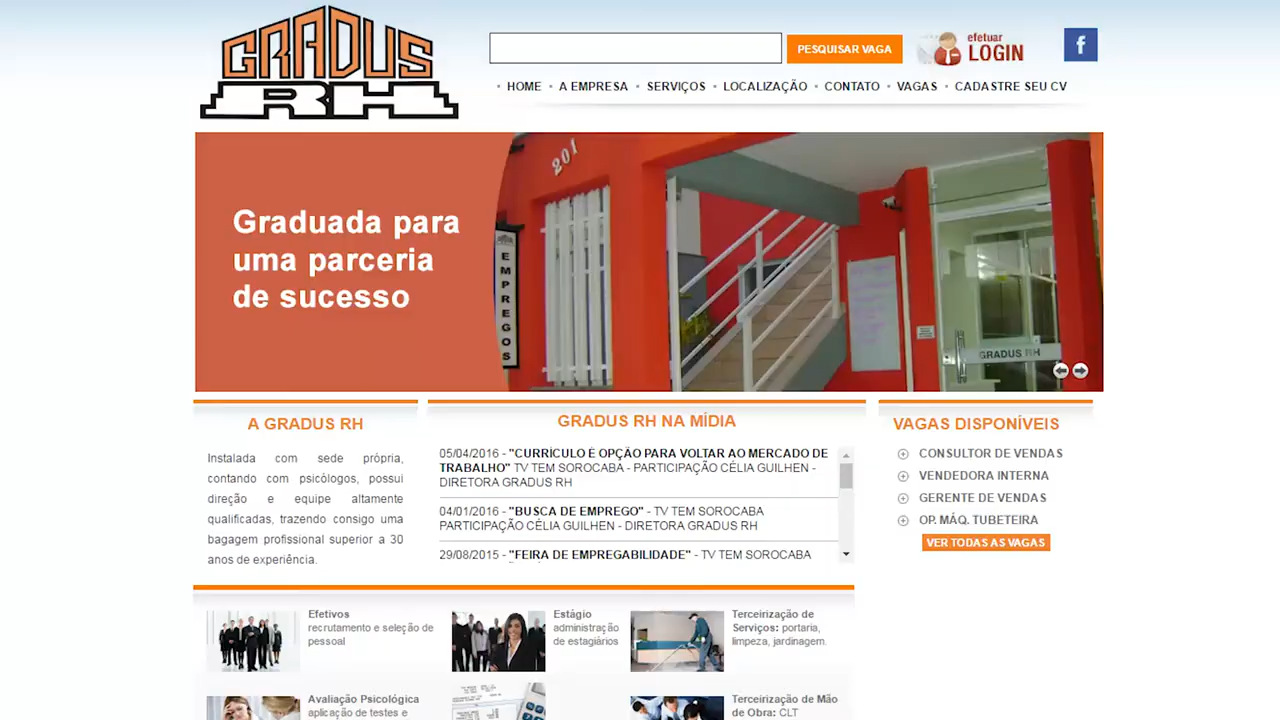 GRADUS
RH
PESQUISAR VAGA
efetuar
LOGIN
f
HOME
A EMPRESA
SERVIÇOS
LOCALIZAÇÃO
CONTATO
VAGAS
CADASTRE SEU CV
Graduada para
uma parceria
de sucesso
201
EMPREGOS
GRADUS RH
A GRADUS RH
Instalada com sede própria,
contando com psicólogos, possui
direção e equipe altamente
qualificadas, trazendo consigo uma
bagagem profissional superior a 30
anos de experiência.
GRADUS RH NA MÍDIA
05/04/2016 - "CURRÍCULO É OPÇÃO PARA VOLTAR AO MERCADO DE
TRABALHO" TV TEM SOROCABA - PARTICIPAÇÃO CÉLIA GUILHEN -
DIRETORA GRADUS RH
04/01/2016 - "BUSCA DE EMPREGO" - TV TEM SOROCABA
PARTICIPAÇÃO CÉLIA GUILHEN - DIRETORA GRADUS RH
29/08/2015 - "FEIRA DE EMPREGABILIDADE" - TV TEM SOROCABA
VAGAS DISPONÍVEIS
CONSULTOR DE VENDAS
VENDEDORA INTERNA
GERENTE DE VENDAS
OP. MÁQ. TUBETEIRA
VER TODAS AS VAGAS
Efetivos
recrutamento e seleção de
pessoal
Estágio
administração
de estagiários
Terceirização de
Serviços: portaria,
limpeza, jardinagem.
Avaliação Psicológica
aplicação de testes e
Terceirização de Mão
de Obra: CLT